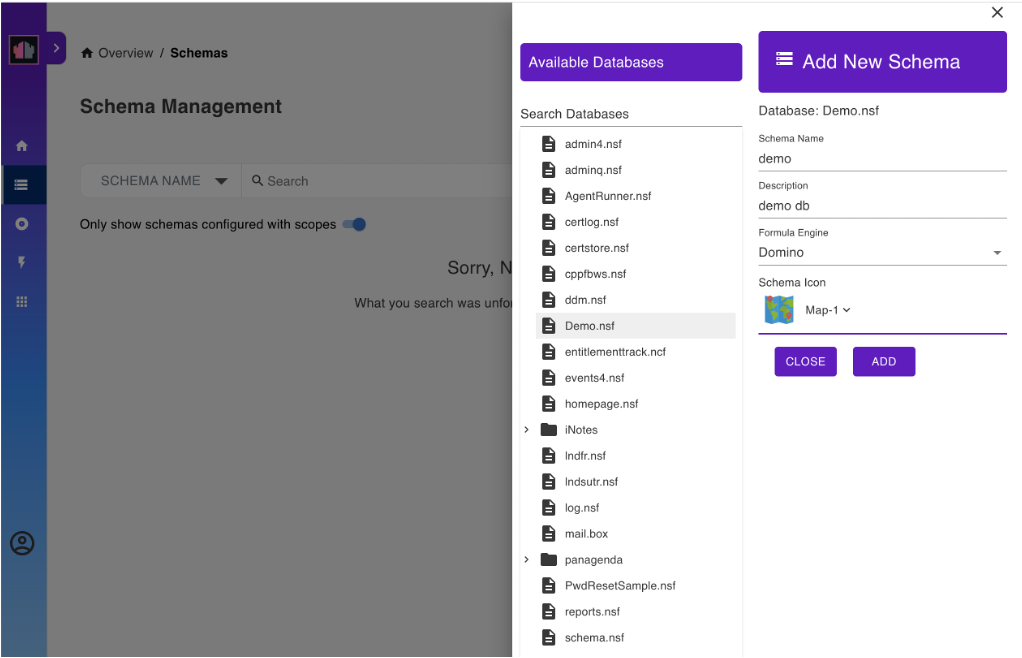 Overview / Schemas
Schema Management
SCHEMA NAME
Search
Only show schemas configured with scopes
Sorry, N
What you search was unfor
Available Databases
Search Databases
admin4.nsf
adminq.nsf
AgentRunner.nsf
certlog.nsf
certstore.nsf
cppfbws.nsf
ddm.nsf
Demo.nsf
entitlementtrack.ncf
events4.nsf
homepage.nsf
iNotes
lndfr.nsf
lndsutr.nsf
log.nsf
mail.box
panagenda
PwdResetSample.nsf
reports.nsf
schema.nsf
Add New Schema
Database: Demo.nsf
Schema Name
demo
Description
demo db
Formula Engine
Domino
Schema Icon
Map-1
CLOSE
ADD